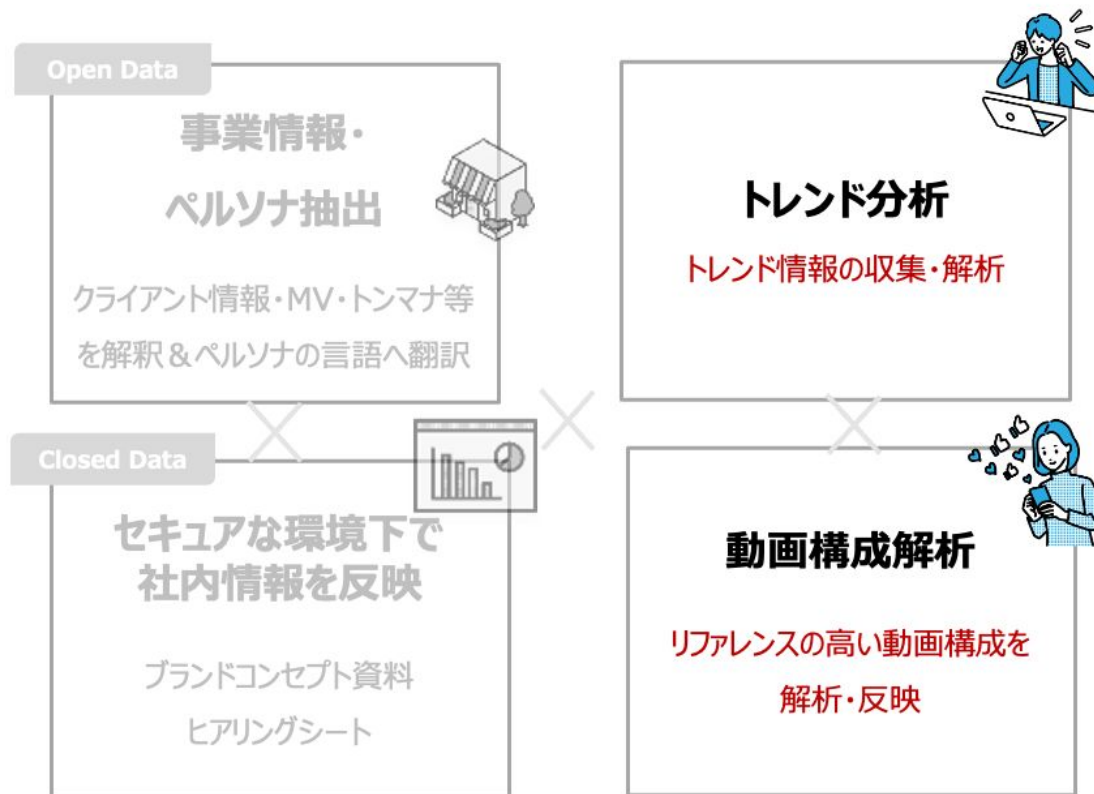 Open Data
事業情報・
ペルソナ抽出
クライアント情報・MV・トンマナ等
を解釈＆ペルソナの言語へ翻訳
トレンド分析
トレンド情報の収集・解析
Closed Data
セキュアな環境下で
社内情報を反映
ブランドコンセプト資料
ヒアリングシート
動画構成解析
リファレンスの高い動画構成を
解析・反映